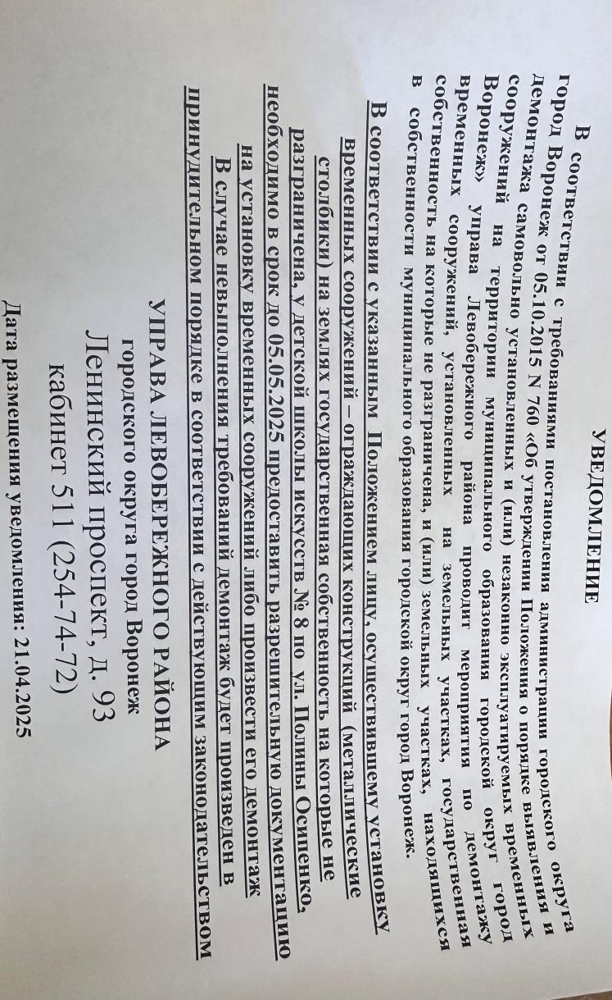 УВЕДОМЛЕНИЕ
В соответствии с требованиями постановления администрации городского округа
город Воронеж от 05.10.2015 N 760 «Об утверждении Положения о порядке выявления и
демонтажа самовольно установленных и (или) незаконно эксплуатируемых временных
сооружений на территории муниципального образования городской округ город
Воронеж» управа Левобережного района проводит мероприятия по демонтажу
временных сооружений, установленных на земельных участках, государственная
собственность на которые не разграничена, и (или) земельных участках, находящихся
в собственности муниципального образования городской округ город Воронеж.
В соответствии с указанным Положением лицу, осуществившему установку
временных сооружений – ограждающих конструкций (металлические
столбики) на землях государственная собственность на которые не
разграничена, у детской школы искусств № 8 по ул. Полины Осипенко,
необходимо в срок до 05.05.2025 предоставить разрешительную документацию
на установку временных сооружений либо произвести его демонтаж
В случае невыполнения требований демонтаж будет произведен в
принудительном порядке в соответствии с действующим законодательством
УПРАВА ЛЕВОБЕРЕЖНОГО РАЙОНА
городского округа город Воронеж
Ленинский проспект, д. 93
кабинет 511 (254-74-72)
Дата размещения уведомления: 21.04.2025